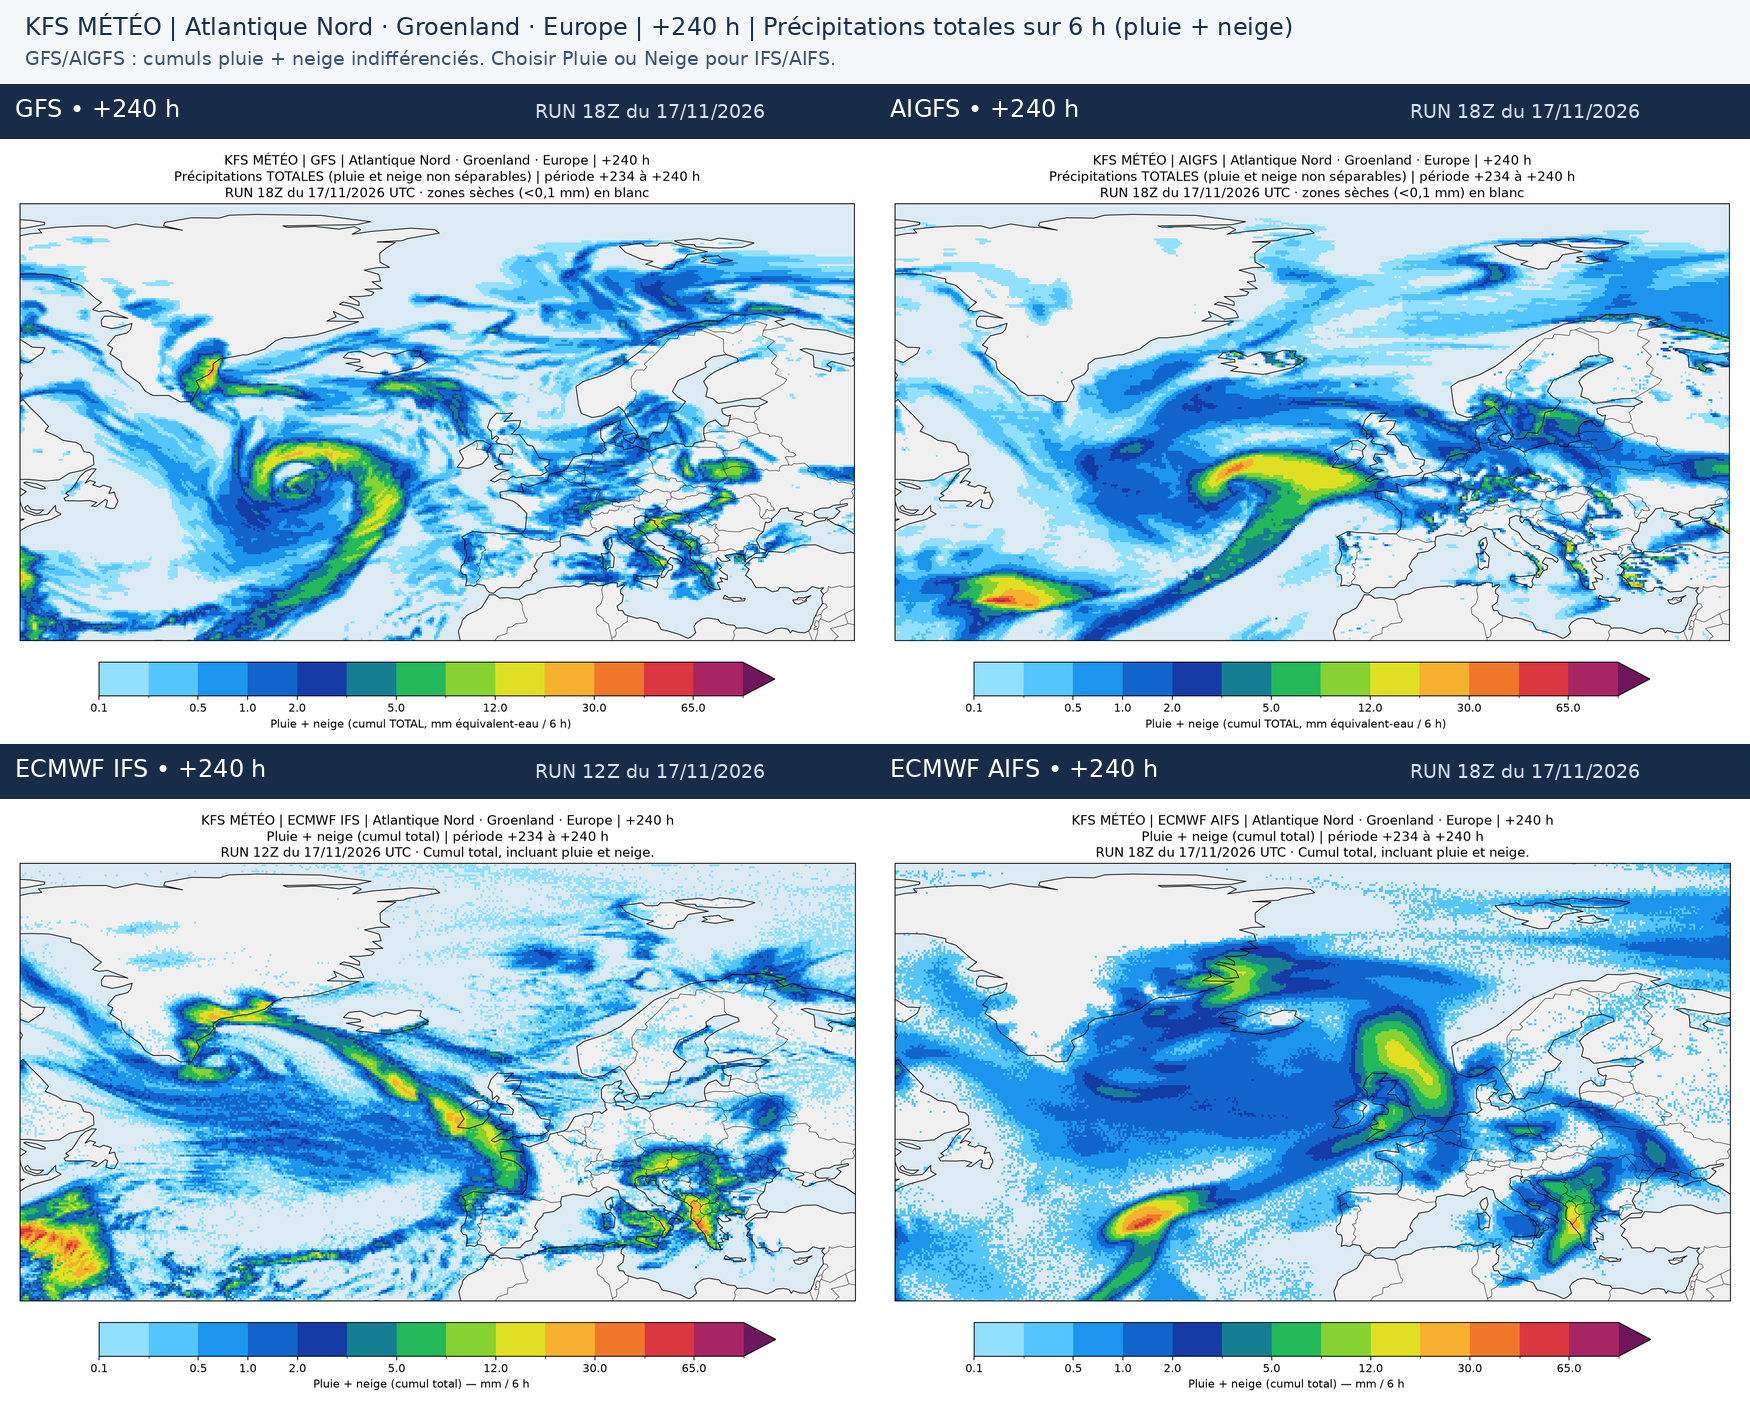 KFS MÉTÉO | Atlantique Nord · Groenland · Europe | +240 h | Précipitations totales sur 6 h (pluie + neige)
GFS/AIGFS : cumuls pluie + neige indifférenciés. Choisir Pluie ou Neige pour IFS/AIFS.
GFS • +240 h
RUN 18Z du 17/11/2026
AIGFS • +240 h
RUN 18Z du 17/11/2026
KFS MÉTÉO | GFS | Atlantique Nord · Groenland · Europe | +240 h
Précipitations TOTALES (pluie et neige non séparables) | période +234 à +240 h
RUN 18Z du 17/11/2026 UTC · zones sèches (<0,1 mm) en blanc
KFS MÉTÉO | AIGFS | Atlantique Nord · Groenland · Europe | +240 h
Précipitations TOTALES (pluie et neige non séparables) | période +234 à +240 h
RUN 18Z du 17/11/2026 UTC · zones sèches (<0,1 mm) en blanc
0.1 0.5 1.0 2.0 5.0 12.0 30.0 65.0
Pluie + neige (cumul TOTAL, mm équivalent-eau / 6 h)
0.1 0.5 1.0 2.0 5.0 12.0 30.0 65.0
Pluie + neige (cumul TOTAL, mm équivalent-eau / 6 h)
ECMWF IFS • +240 h
RUN 12Z du 17/11/2026
ECMWF AIFS • +240 h
RUN 18Z du 17/11/2026
KFS MÉTÉO | ECMWF IFS | Atlantique Nord · Groenland · Europe | +240 h
Pluie + neige (cumul total) | période +234 à +240 h
RUN 12Z du 17/11/2026 UTC · Cumul total, incluant pluie et neige.
KFS MÉTÉO | ECMWF AIFS | Atlantique Nord · Groenland · Europe | +240 h
Pluie + neige (cumul total) | période +234 à +240 h
RUN 18Z du 17/11/2026 UTC · Cumul total, incluant pluie et neige.
0.1 0.5 1.0 2.0 5.0 12.0 30.0 65.0
Pluie + neige (cumul total) — mm / 6 h
0.1 0.5 1.0 2.0 5.0 12.0 30.0 65.0
Pluie + neige (cumul total) — mm / 6 h